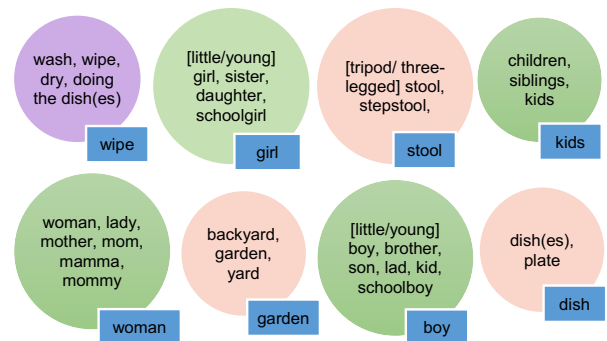 wash, wipe,
dry, doing
the dish(es)
wipe
[little/young]
girl, sister,
daughter,
schoolgirl
girl
[tripod/ three-
legged] stool,
stepstool,
stool
children,
siblings,
kids
kids
woman, lady,
mother, mom,
mamma,
mommy
woman
backyard,
garden,
yard
garden
[little/young]
boy, brother,
son, lad, kid,
schoolboy
boy
dish(es),
plate
dish